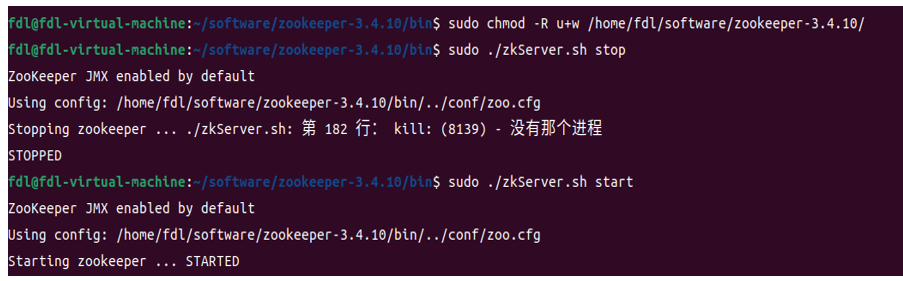 fdl@fdl-virtual-machine:~/software/zookeeper-3.4.10/bin$ sudo chmod -R u+w /home/fdl/software/zookeeper-3.4.10/
fdl@fdl-virtual-machine:~/software/zookeeper-3.4.10/bin$ sudo ./zkServer.sh stop
ZooKeeper JMX enabled by default
Using config: /home/fdl/software/zookeeper-3.4.10/bin/../conf/zoo.cfg
Stopping zookeeper ... ./zkServer.sh: 第 182 行： kill: (8139) - 没有那个进程
STOPPED
fdl@fdl-virtual-machine:~/software/zookeeper-3.4.10/bin$ sudo ./zkServer.sh start
ZooKeeper JMX enabled by default
Using config: /home/fdl/software/zookeeper-3.4.10/bin/../conf/zoo.cfg
Starting zookeeper ... STARTED